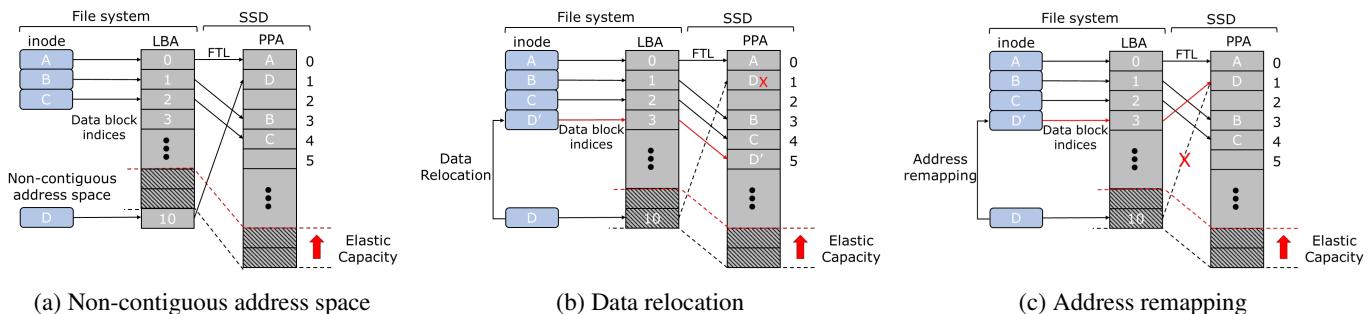 File system SSD
inode LBA FTL PPA
A 0 A 0
B 1 D 1
C 2 2
Data block 3 B 3
indices C 4
5
Non-contiguous
address space
D 10
Elastic
Capacity
(a) Non-contiguous address space
File system SSD
inode LBA FTL PPA
A 0 A 0
B 1 D X 1
C 2 2
D' Data block 3 B 3
indices C 4
D' 5
Data
Relocation
D 10
Elastic
Capacity
(b) Data relocation
File system SSD
inode LBA FTL PPA
A 0 A 0
B 1 D 1
C 2 2
D' Data block 3 B 3
indices C 4
X 5
Address
remapping
D 10
Elastic
Capacity
(c) Address remapping